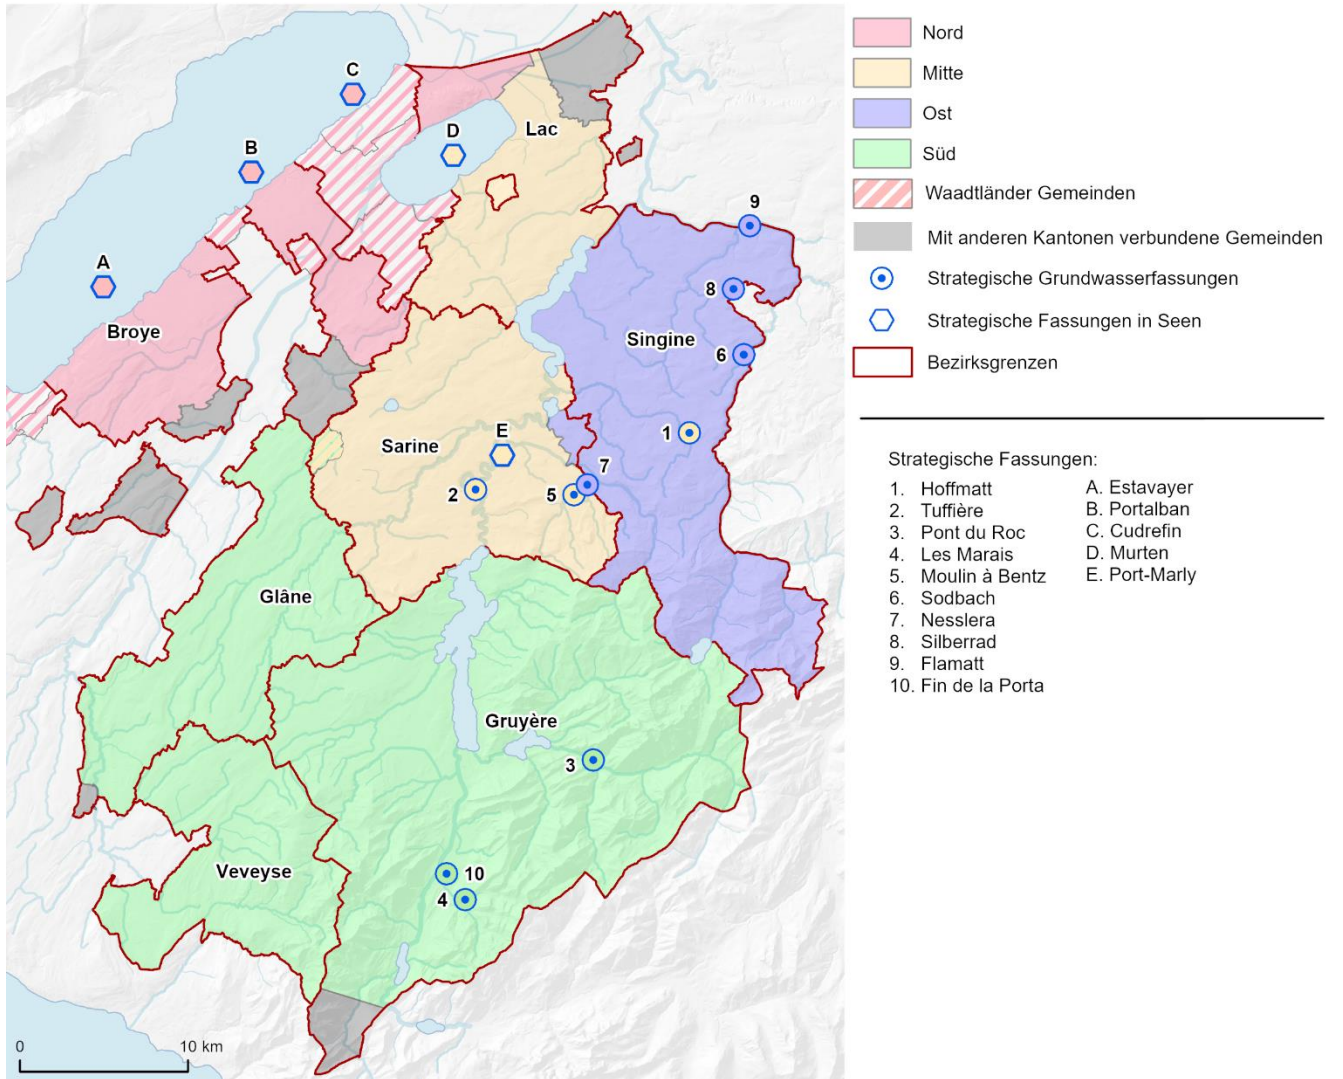 C
B
A
D
Lac
9
8
Broye
Singine
6
1
Sarine
E
2
5
7
Glâne
Gruyère
3
10
4
Veveyse
0 10 km
Nord
Mitte
Ost
Süd
Waadtländer Gemeinden
Mit anderen Kantonen verbundene Gemeinden
Strategische Grundwasserfassungen
Strategische Fassungen in Seen
Bezirksgrenzen
Strategische Fassungen:
1. Hoffmatt
2. Tuffière
3. Pont du Roc
4. Les Marais
5. Moulin à Bentz
6. Sodbach
7. Nesslera
8. Silberrad
9. Flamatt
10. Fin de la Porta
A. Estavayer
B. Portalban
C. Cudrefin
D. Murten
E. Port-Marly